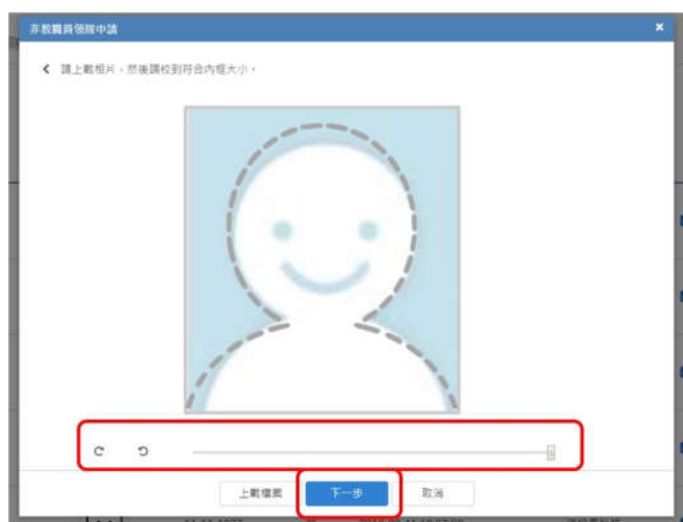 非教職員領隊申請
請上載相片，然後調校到符合內框大小。
上載檔案 下一步 取消